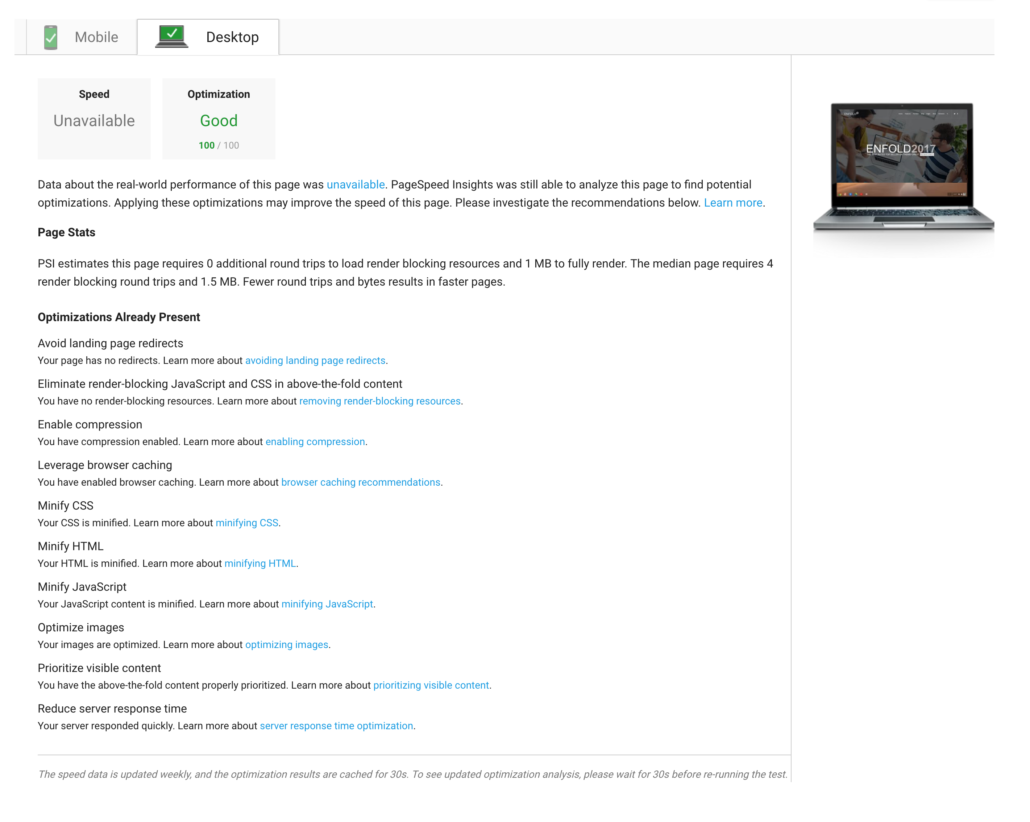 Mobile
Desktop
Speed
Unavailable
Optimization
Good
100 / 100
ENFOLD2017
Data about the real-world performance of this page was unavailable. PageSpeed Insights was still able to analyze this page to find potential
optimizations. Applying these optimizations may improve the speed of this page. Please investigate the recommendations below. Learn more.
Page Stats
PSI estimates this page requires 0 additional round trips to load render blocking resources and 1 MB to fully render. The median page requires 4
render blocking round trips and 1.5 MB. Fewer round trips and bytes results in faster pages.
Optimizations Already Present
Avoid landing page redirects
Your page has no redirects. Learn more about avoiding landing page redirects.
Eliminate render-blocking JavaScript and CSS in above-the-fold content
You have no render-blocking resources. Learn more about removing render-blocking resources.
Enable compression
You have compression enabled. Learn more about enabling compression.
Leverage browser caching
You have enabled browser caching. Learn more about browser caching recommendations.
Minify CSS
Your CSS is minified. Learn more about minifying CSS.
Minify HTML
Your HTML is minified. Learn more about minifying HTML.
Minify JavaScript
Your JavaScript content is minified. Learn more about minifying JavaScript.
Optimize images
Your images are optimized. Learn more about optimizing images.
Prioritize visible content
You have the above-the-fold content properly prioritized. Learn more about prioritizing visible content.
Reduce server response time
Your server responded quickly. Learn more about server response time optimization.
The speed data is updated weekly, and the optimization results are cached for 30s. To see updated optimization analysis, please wait for 30s before re-running the test.